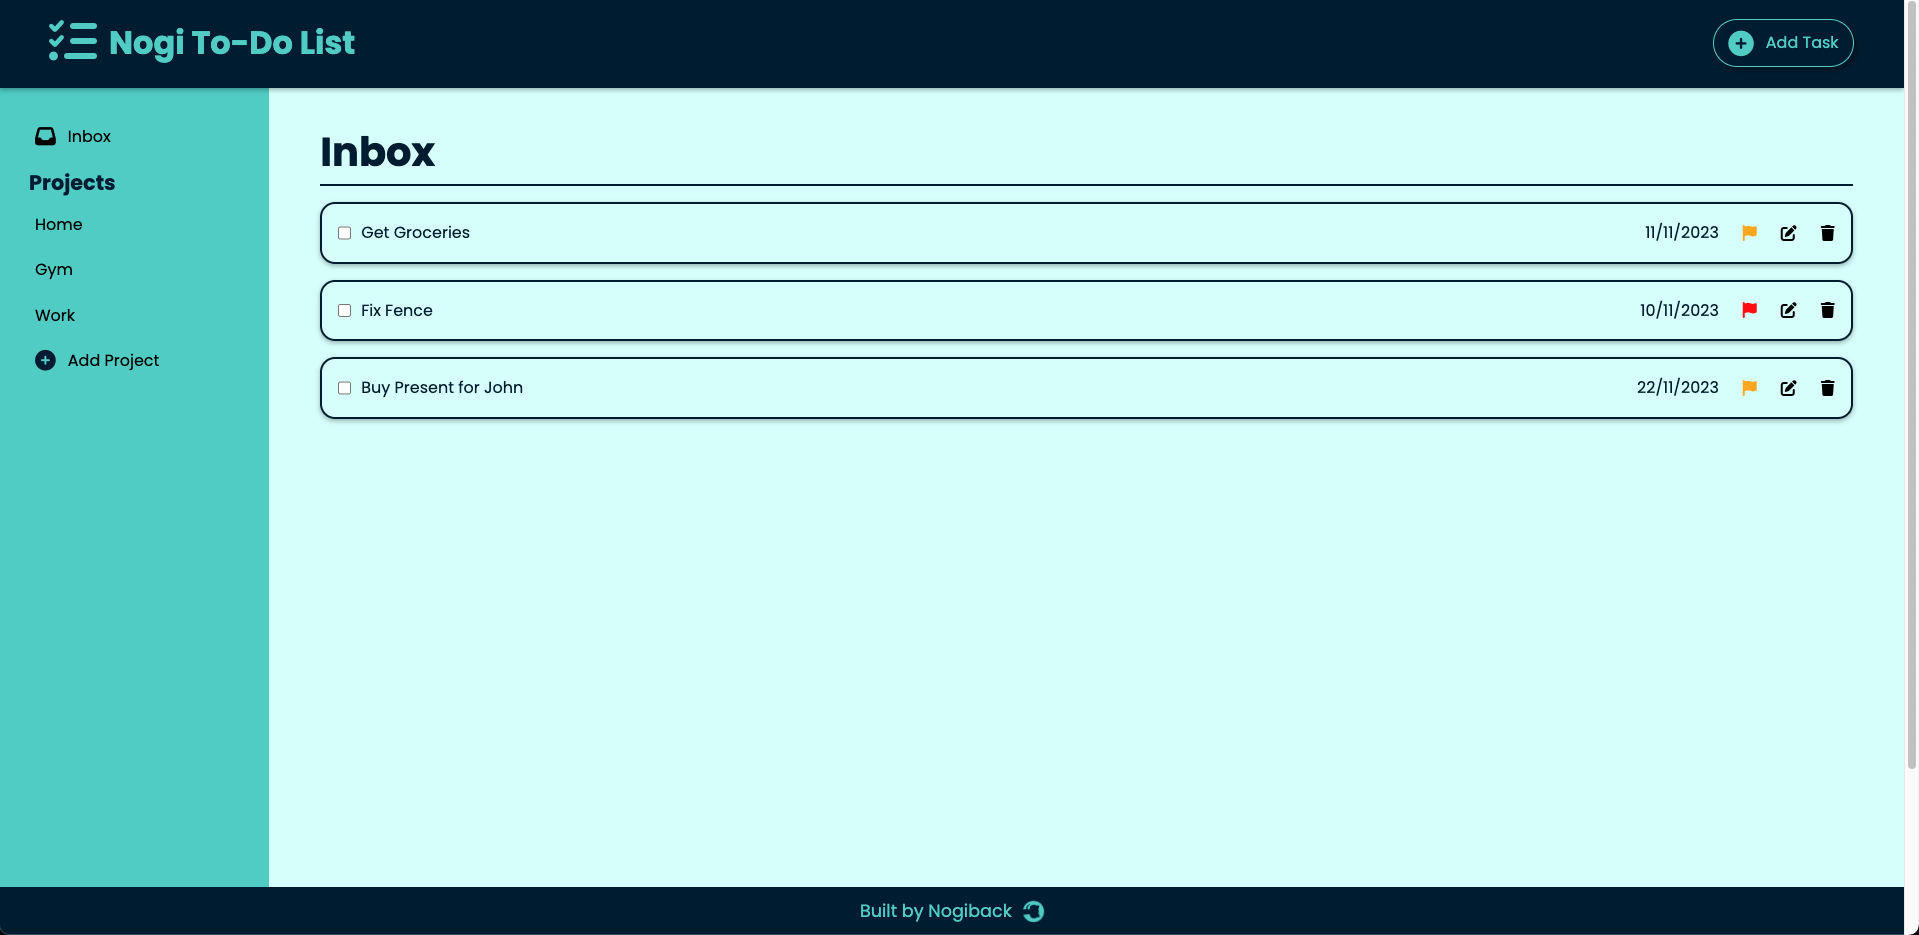 Nogi To-Do List
Add Task
Inbox
Projects
Home
Gym
Work
Add Project
Inbox
Get Groceries 11/11/2023
Fix Fence 10/11/2023
Buy Present for John 22/11/2023
Built by Nogiback